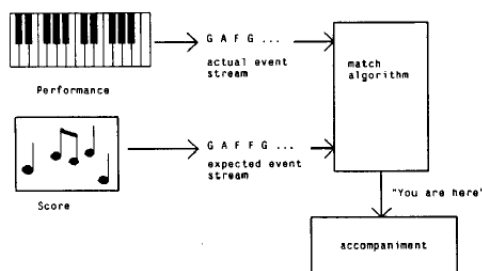 G A F G ...
actual event
stream
Performance
match
algorithm
G A F F G ...
expected event
stream
Score
"You are here"
accompaniment